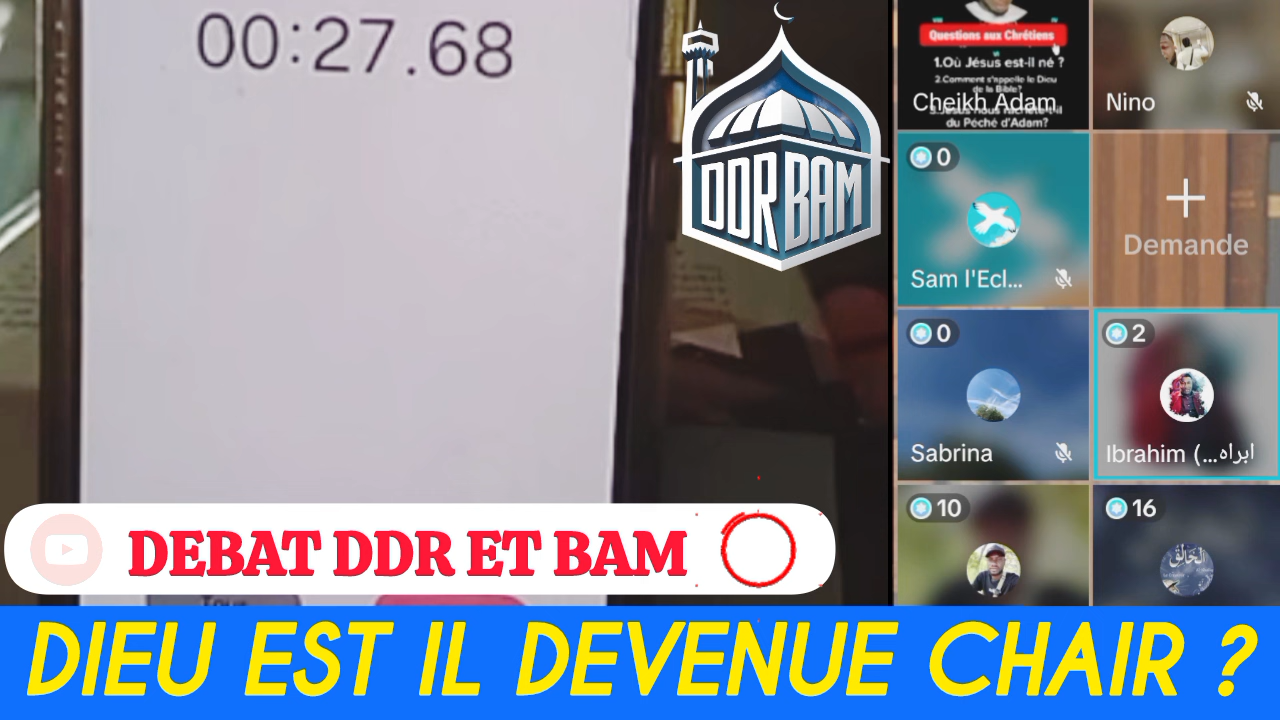 00:27.68
DDR BAM
Questions aux Chrétiens
1.Où Jésus est-il né ?
2.Comment s'appelle le Dieu
de la Bible?
Cheikh Adam
du Péché d'Adam?
Nino
0
Sam l'Ecl...
Demande
0
Sabrina
2
Ibrahim (...ابراه
10
16
الخالق
DEBAT DDR ET BAM
Tour
DIEU EST IL DEVENUE CHAIR ?